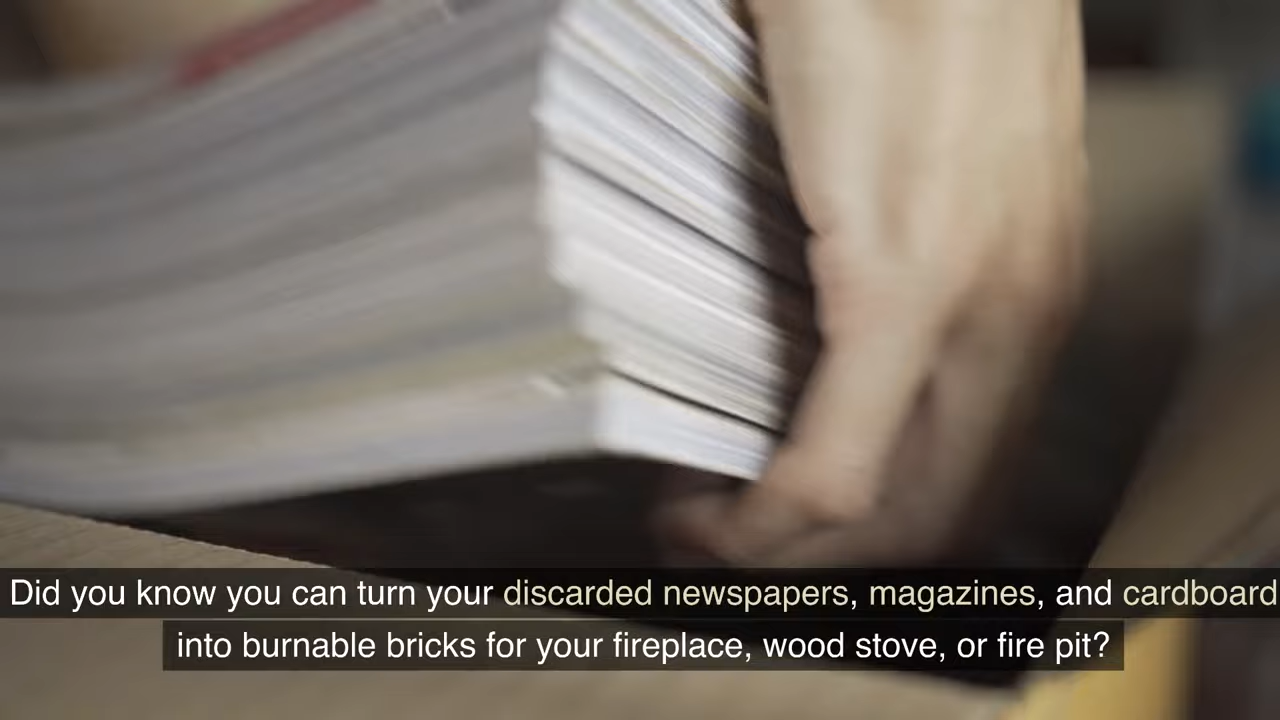 Did you know you can turn your discarded newspapers, magazines, and cardboard
into burnable bricks for your fireplace, wood stove, or fire pit?